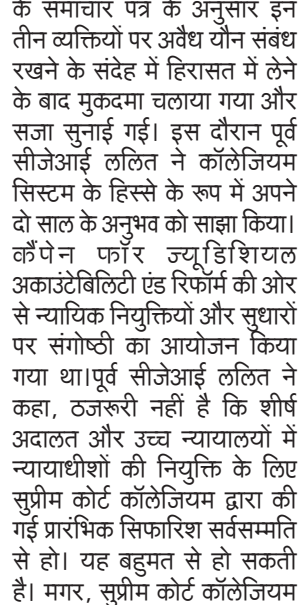 के समाचार पत्र के अनुसार इन
तीन व्यक्तियों पर अवैध यौन संबंध
रखने के संदेह में हिरासत में लेने
के बाद मुकदमा चलाया गया और
सजा सुनाई गई। इस दौरान पूर्व
सीजेआई ललित ने कॉलेजियम
सिस्टम के हिस्से के रूप में अपने
दो साल के अनुभव को साझा किया।
कैंपेन फॉर ज्यूडिशियल
अकाउंटेबिलिटी एंड रिफॉर्म की ओर
से न्यायिक नियुक्तियों और सुधारों
पर संगोष्ठी का आयोजन किया
गया था।पूर्व सीजेआई ललित ने
कहा, ठजरूरी नहीं है कि शीर्ष
अदालत और उच्च न्यायालयों में
न्यायाधीशों की नियुक्ति के लिए
सुप्रीम कोर्ट कॉलेजियम द्वारा की
गई प्रारंभिक सिफारिश सर्वसम्मति
से हो। यह बहुमत से हो सकती
है। मगर, सुप्रीम कोर्ट कॉलेजियम